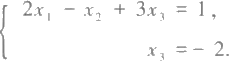 2x₁ − x₂ + 3x₃ = 1,
x₃ = − 2.